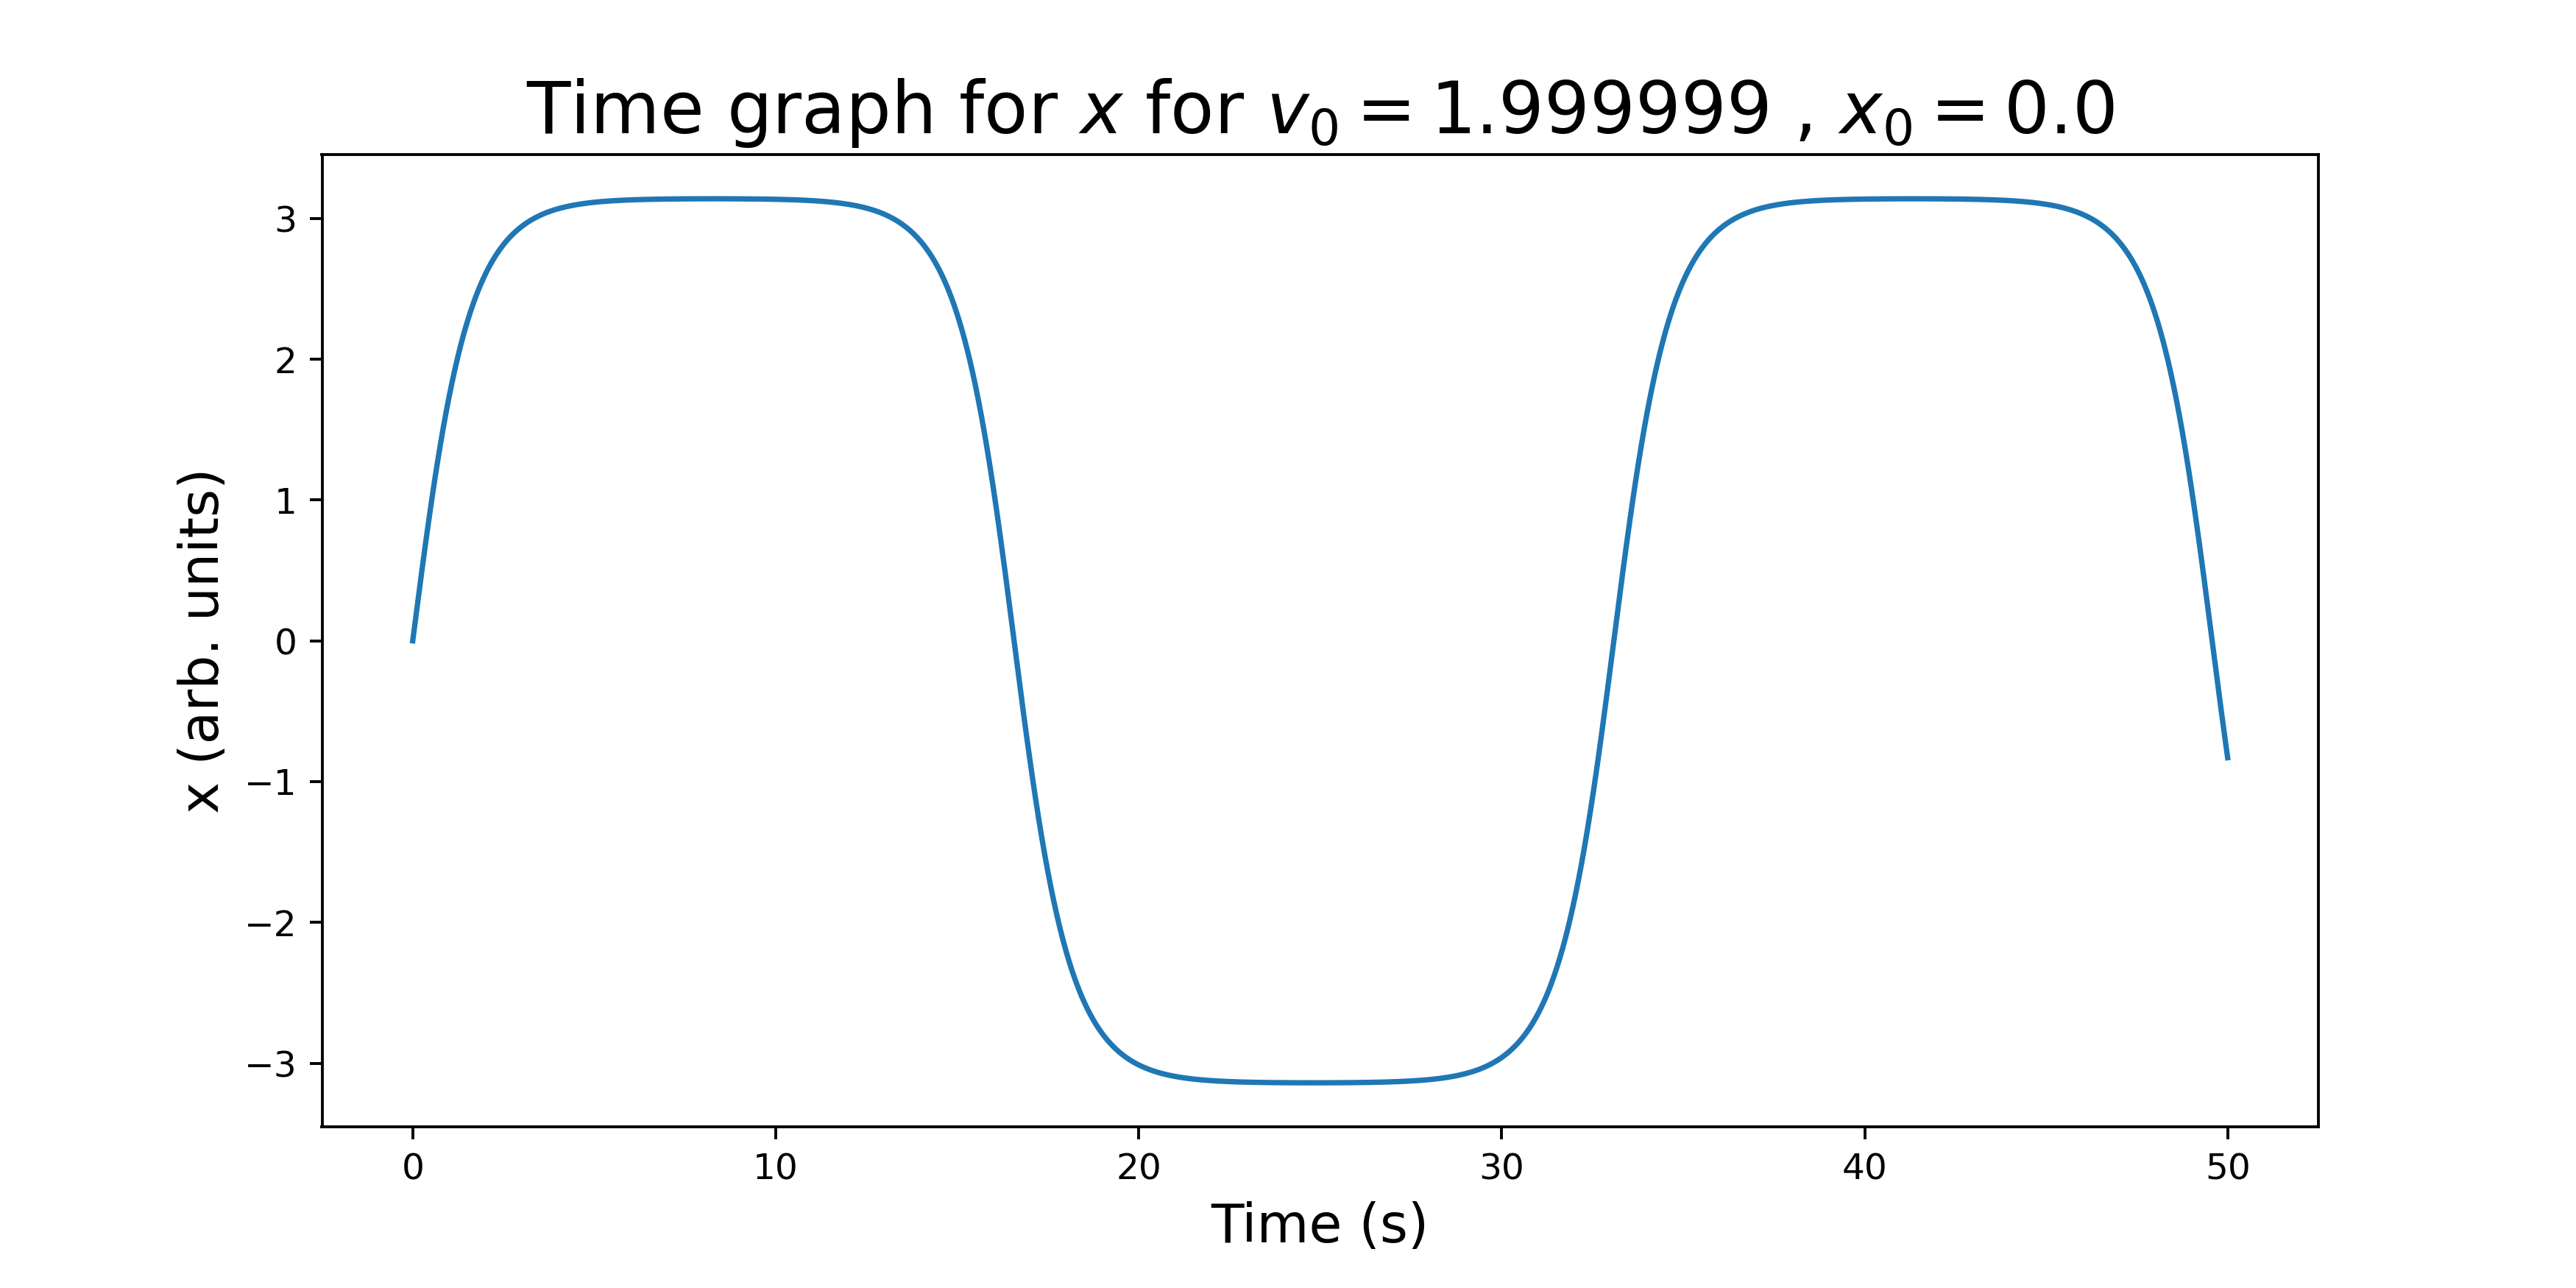 Time graph for x for v₀ = 1.999999 , x₀ = 0.0
x (arb. units)
3
2
1
0
−1
−2
−3
0 10 20 30 40 50
Time (s)